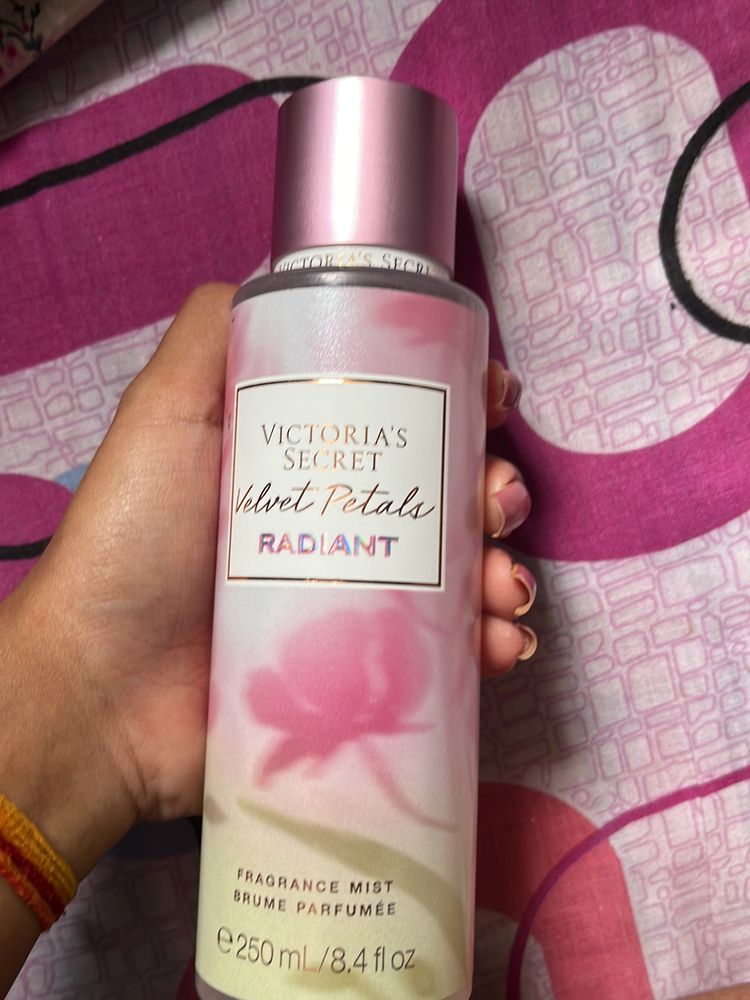 VICTORIA'S SECRET
VICTORIA'S
SECRET
Velvet Petals
RADIANT
FRAGRANCE MIST
BRUME PARFUMÉE
℮250 mL/8.4 fl oz